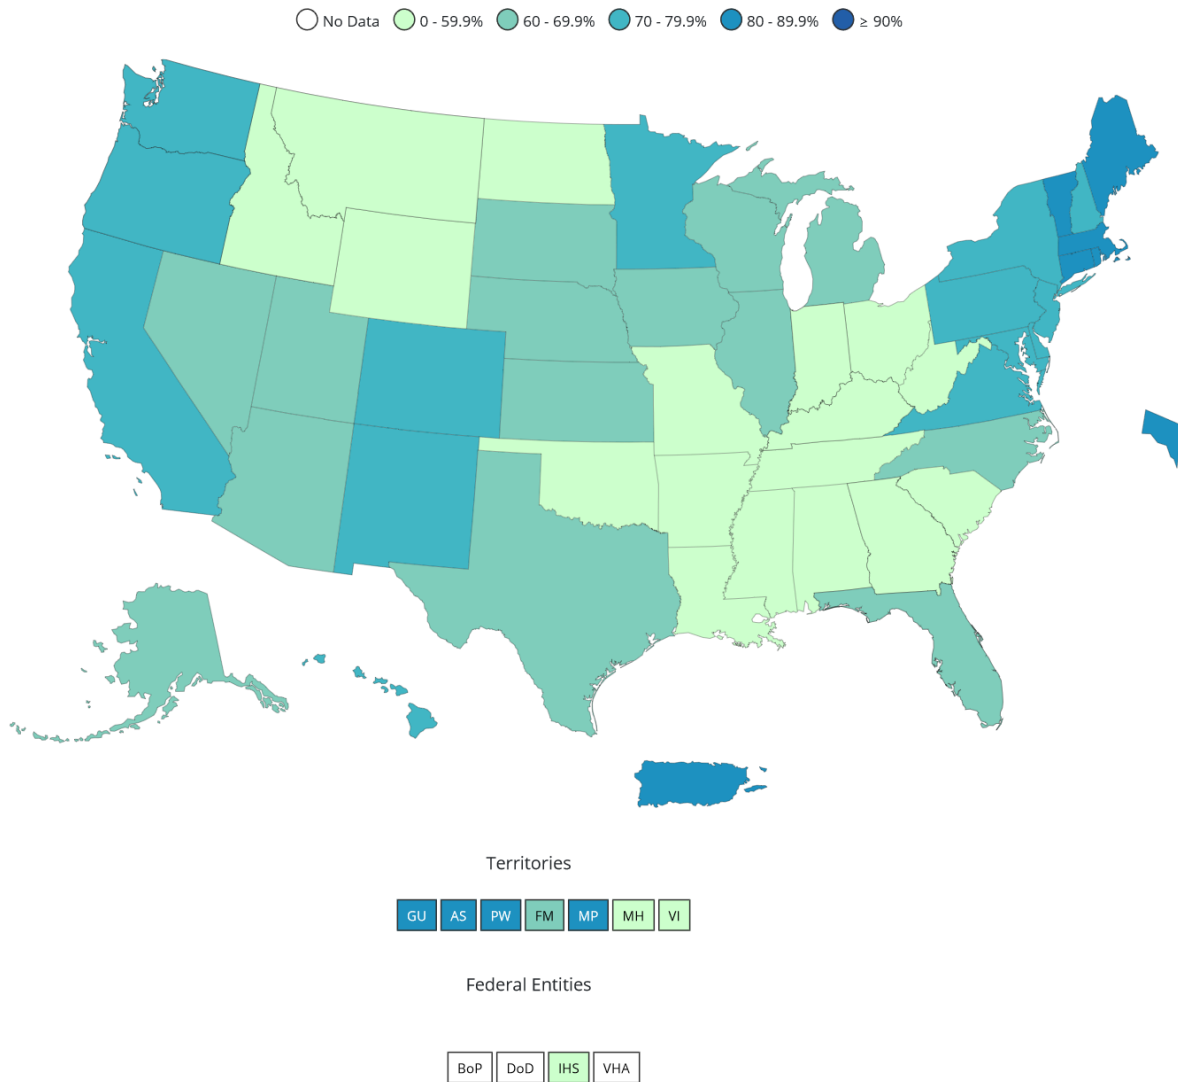 No Data 0 - 59.9% 60 - 69.9% 70 - 79.9% 80 - 89.9% ≥ 90%
Territories
GU AS PW FM MP MH VI
Federal Entities
BoP DoD IHS VHA